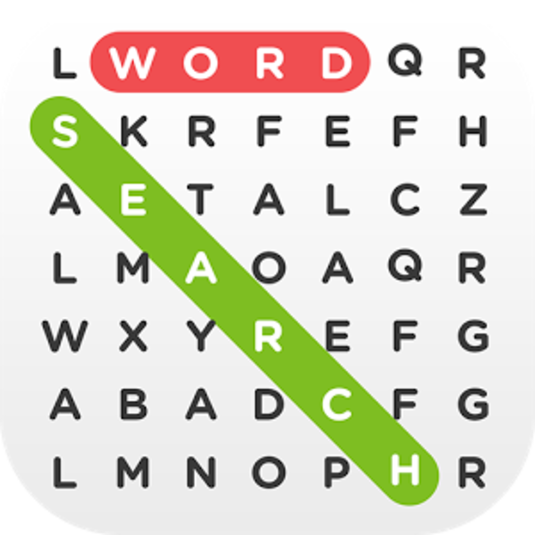 L W O R D Q R
S K R F E F H
A E T A L C Z
L M A O A Q R
W X Y R E F G
A B A D C F G
L M N O P H R